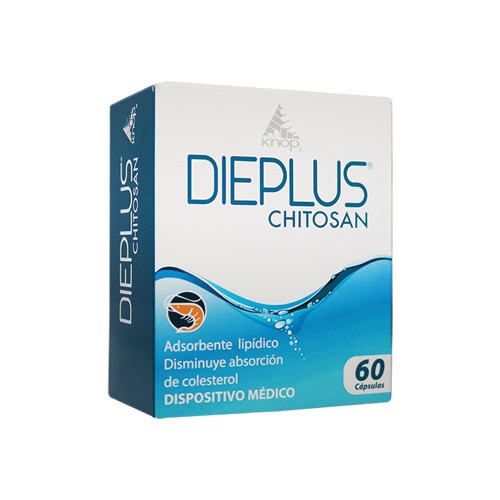 knop®
DIEPLUS®
CHITOSAN
Adsorbente lipídico
Disminuye absorción
de colesterol
DISPOSITIVO MÉDICO
60
Cápsulas
DIEPLUS®
CHITOSAN